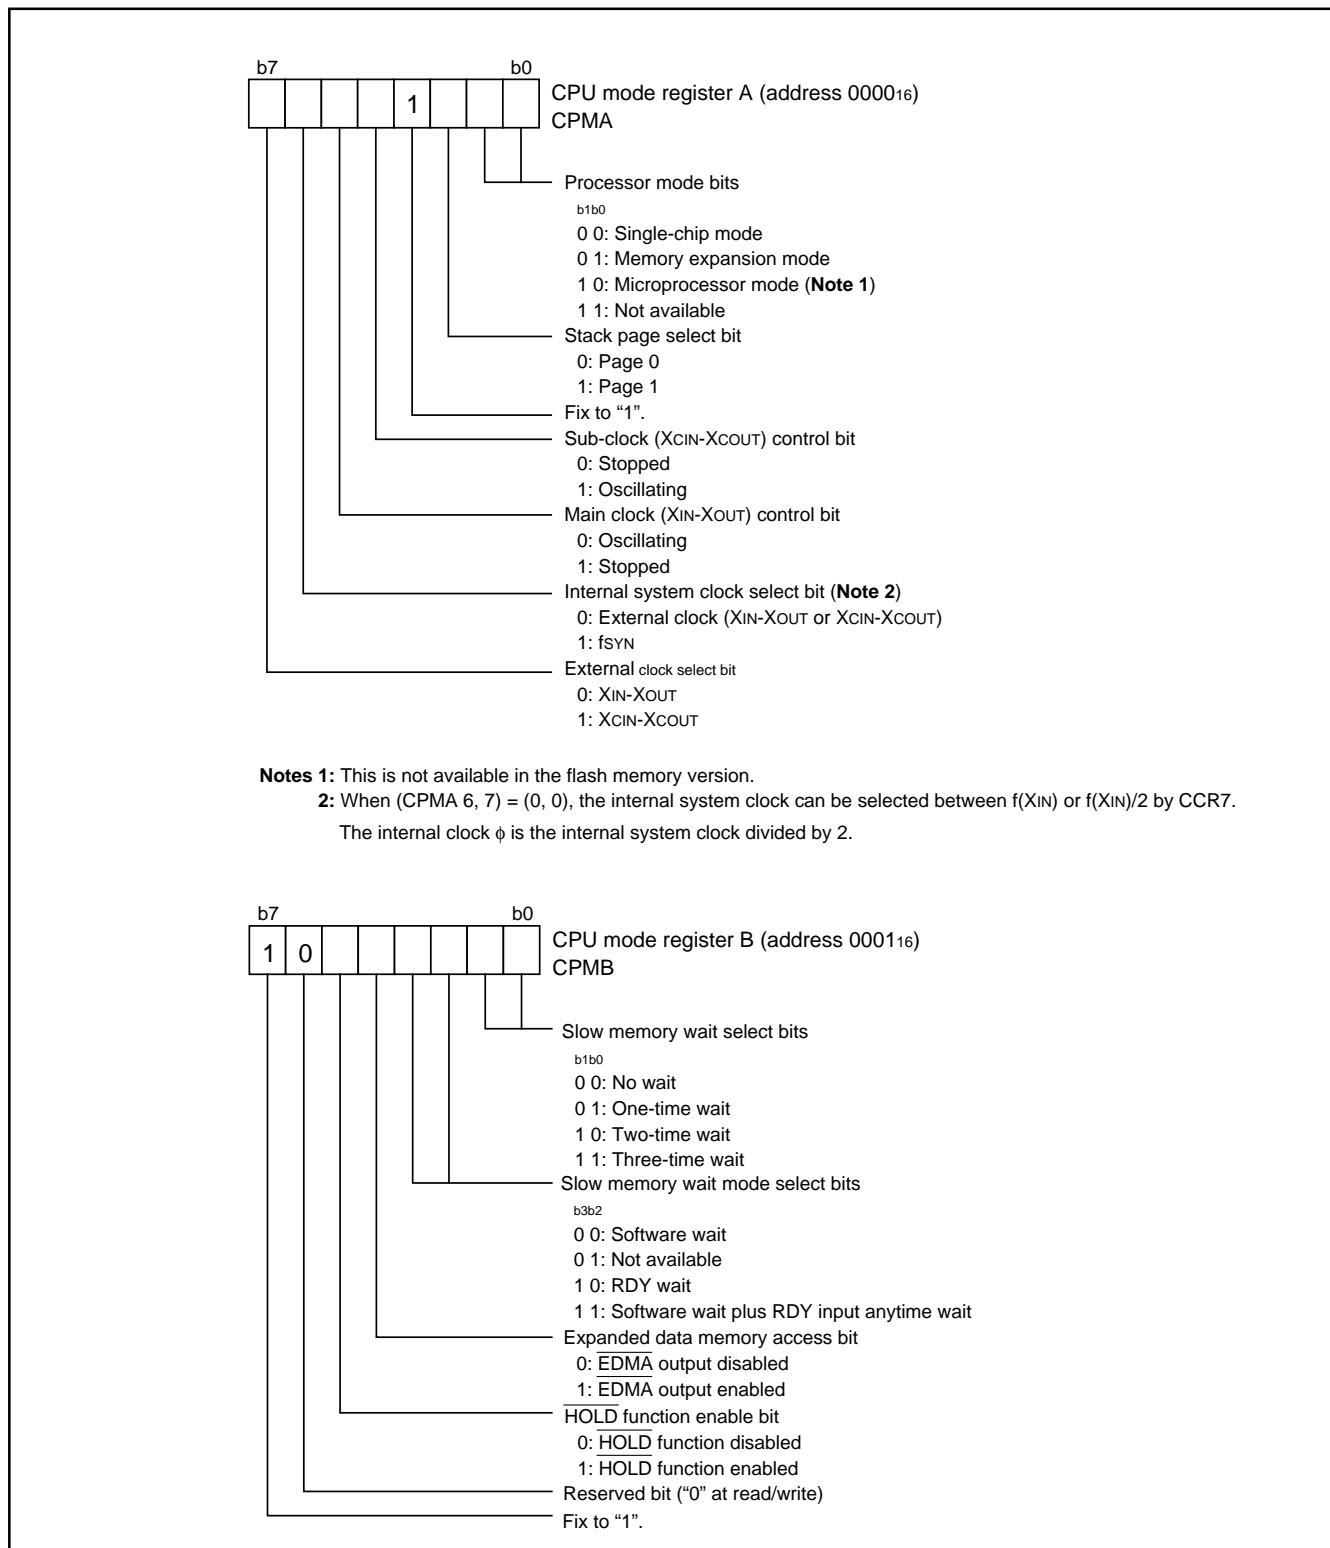 b7 b0
1
CPU mode register A (address 0000₁₆)
CPMA
Processor mode bits
b1b0
0 0: Single-chip mode
0 1: Memory expansion mode
1 0: Microprocessor mode (Note 1)
1 1: Not available
Stack page select bit
0: Page 0
1: Page 1
Fix to “1”.
Sub-clock (XCIN-XCOUT) control bit
0: Stopped
1: Oscillating
Main clock (XIN-XOUT) control bit
0: Oscillating
1: Stopped
Internal system clock select bit (Note 2)
0: External clock (XIN-XOUT or XCIN-XCOUT)
1: fSYN
External clock select bit
0: XIN-XOUT
1: XCIN-XCOUT
Notes 1: This is not available in the flash memory version.
2: When (CPMA 6, 7) = (0, 0), the internal system clock can be selected between f(XIN) or f(XIN)/2 by CCR7.
The internal clock ϕ is the internal system clock divided by 2.
b7 b0
1 0
CPU mode register B (address 0001₁₆)
CPMB
Slow memory wait select bits
b1b0
0 0: No wait
0 1: One-time wait
1 0: Two-time wait
1 1: Three-time wait
Slow memory wait mode select bits
b3b2
0 0: Software wait
0 1: Not available
1 0: RDY wait
1 1: Software wait plus RDY input anytime wait
Expanded data memory access bit
0: E̅D̅M̅A̅ output disabled
1: E̅D̅M̅A̅ output enabled
H̅O̅L̅D̅ function enable bit
0: H̅O̅L̅D̅ function disabled
1: H̅O̅L̅D̅ function enabled
Reserved bit (“0” at read/write)
Fix to “1”.